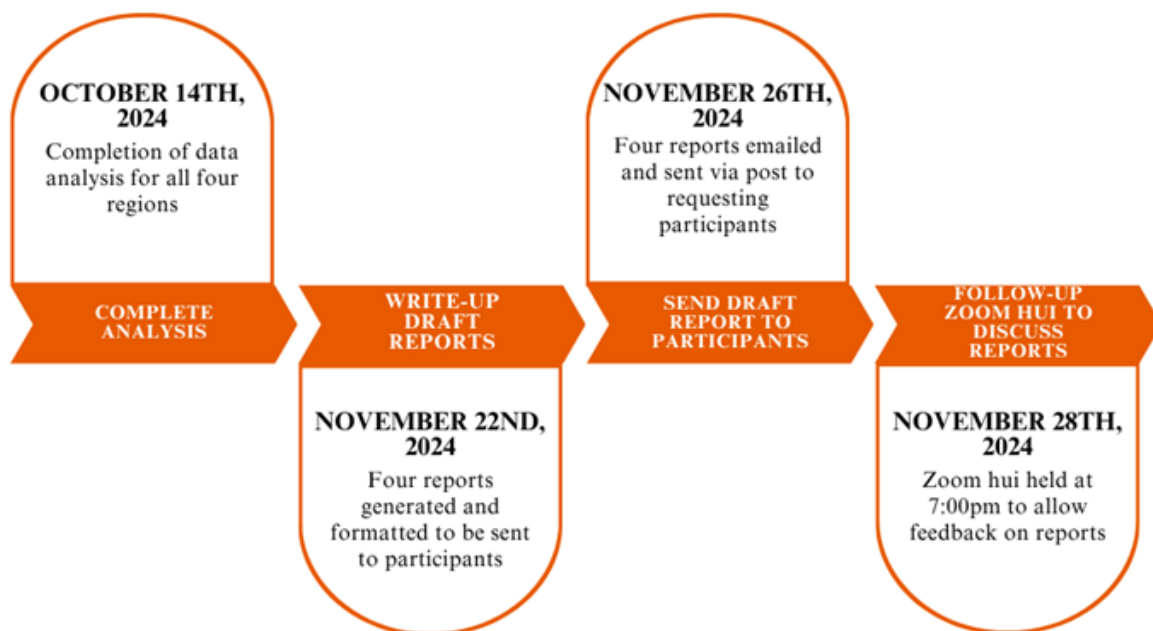 OCTOBER 14TH,
2024
Completion of data
analysis for all four
regions
COMPLETE
ANALYSIS
WRITE-UP
DRAFT
REPORTS
NOVEMBER 22ND,
2024
Four reports
generated and
formatted to be sent
to participants
NOVEMBER 26TH,
2024
Four reports emailed
and sent via post to
requesting
participants
SEND DRAFT
REPORT TO
PARTICIPANTS
FOLLOW-UP
ZOOM HUI TO
DISCUSS
REPORTS
NOVEMBER 28TH,
2024
Zoom hui held at
7:00pm to allow
feedback on reports